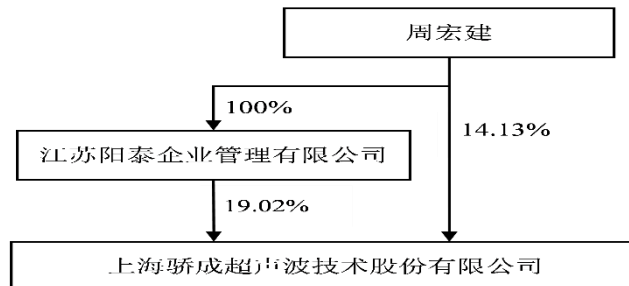 周宏建
100%
14.13%
江苏阳泰企业管理有限公司
19.02%
上海骄成超声波技术股份有限公司